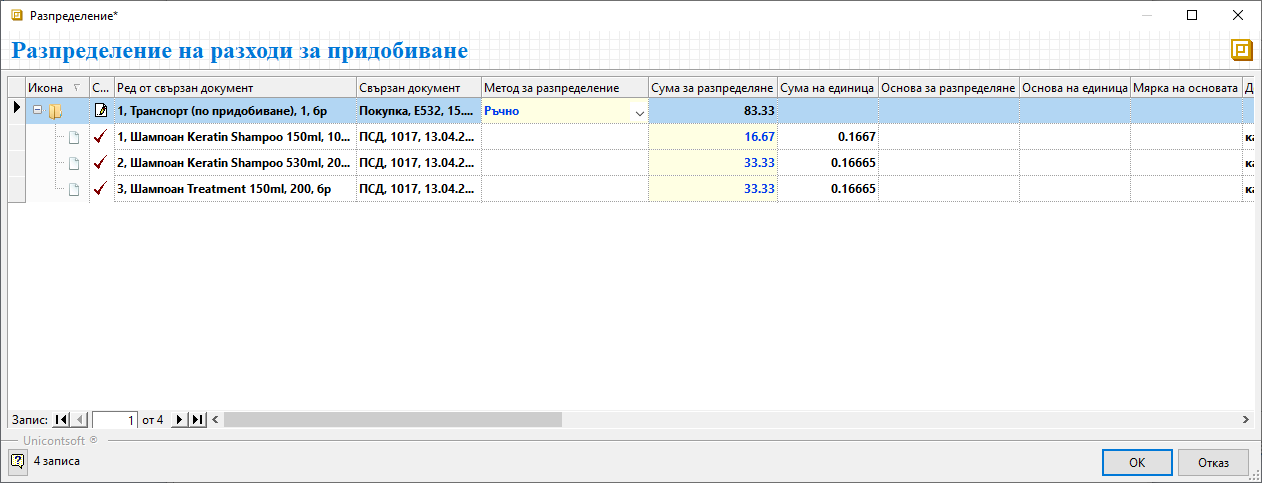 Разпределение*
Разпределение на разходи за придобиване
Икона С... Ред от свързан документ Свързан документ Метод за разпределение Сума за разпределяне Сума на единица Основа за разпределяне Основа на единица Мярка на основата Д
1, Транспорт (по придобиване), 1, бр Покупка, E532, 15.... Ръчно 83.33
1, Шампоан Keratin Shampoo 150ml, 10... ПСД, 1017, 13.04.2... 16.67 0.1667 ка
2, Шампоан Keratin Shampoo 530ml, 20... ПСД, 1017, 13.04.2... 33.33 0.16665 ка
3, Шампоан Treatment 150ml, 200, бр ПСД, 1017, 13.04.2... 33.33 0.16665 ка
Запис: 1 от 4
Unicontsoft ®
4 записа
OK Отказ